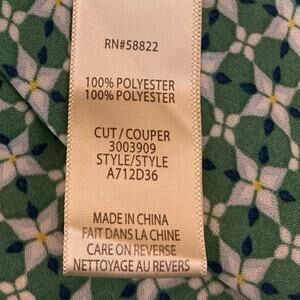 RN#58822
100% POLYESTER
100% POLYESTER
CUT / COUPER
3003909
STYLE/STYLE
A712D36
MADE IN CHINA
FAIT DANS LA CHINE
CARE ON REVERSE
NETTOYAGE AU REVERS